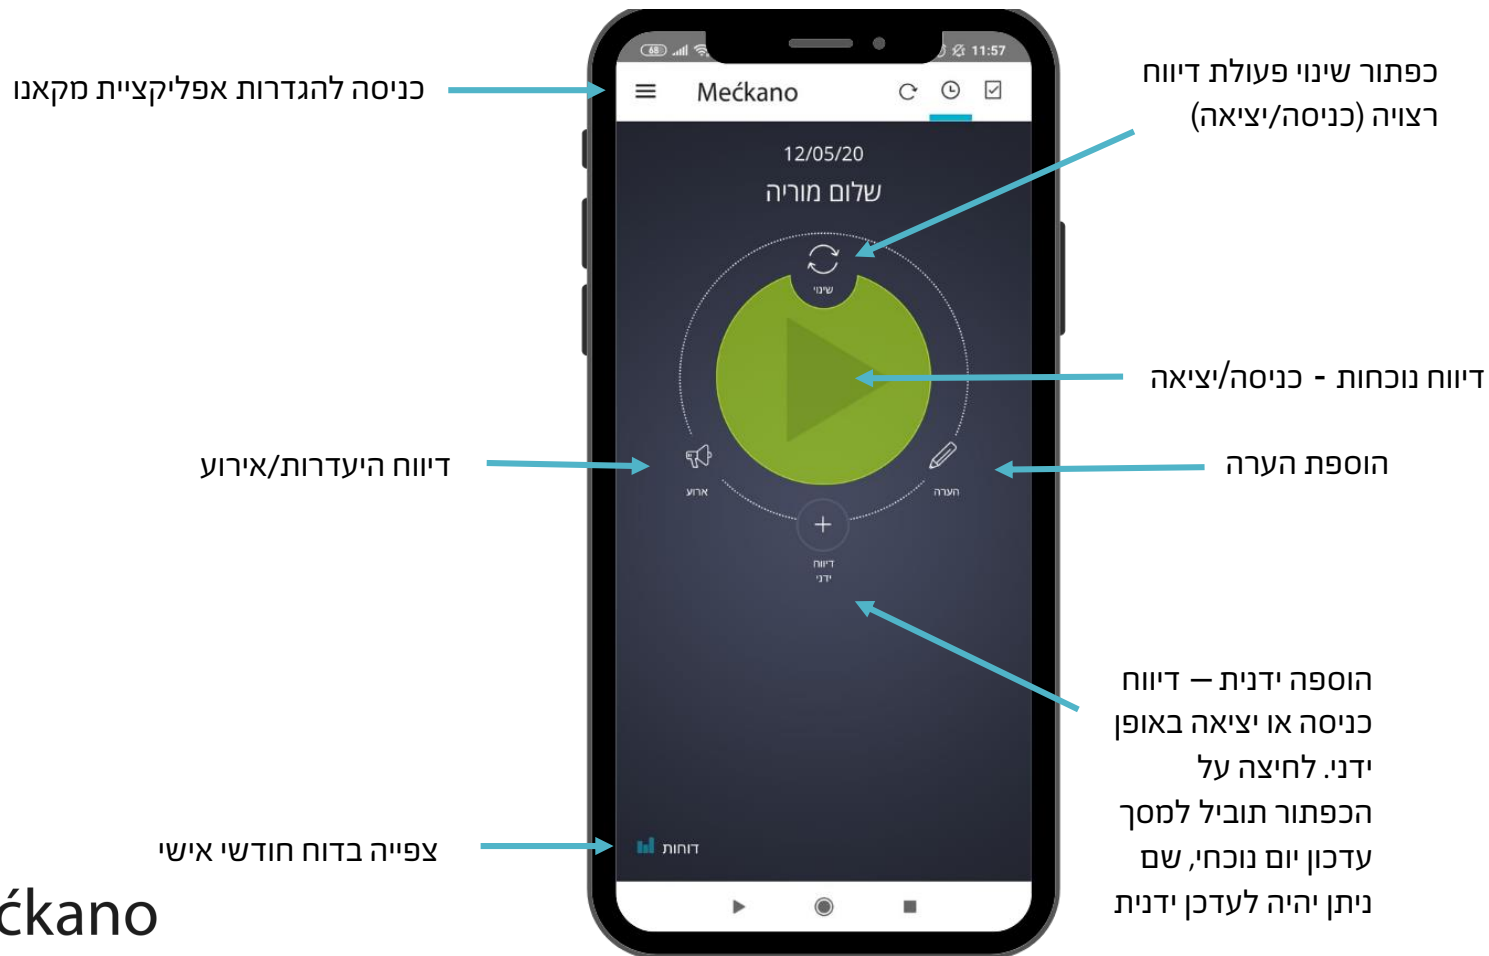 68
11:57
Mećkano
12/05/20
שלום מוריה
שינוי
ארוע
הערה
+
דיווח
ידני
דוחות
כניסה להגדרות אפליקציית מקאנו
כפתור שינוי פעולת דיווח
רצויה (כניסה/יציאה)
דיווח נוכחות - כניסה/יציאה
דיווח היעדרות/אירוע
הוספת הערה
הוספה ידנית – דיווח
כניסה או יציאה באופן
ידני. לחיצה על
הכפתור תוביל למסך
עדכון יום נוכחי, שם
ניתן יהיה לעדכן ידנית
צפייה בדוח חודשי אישי
ećkano